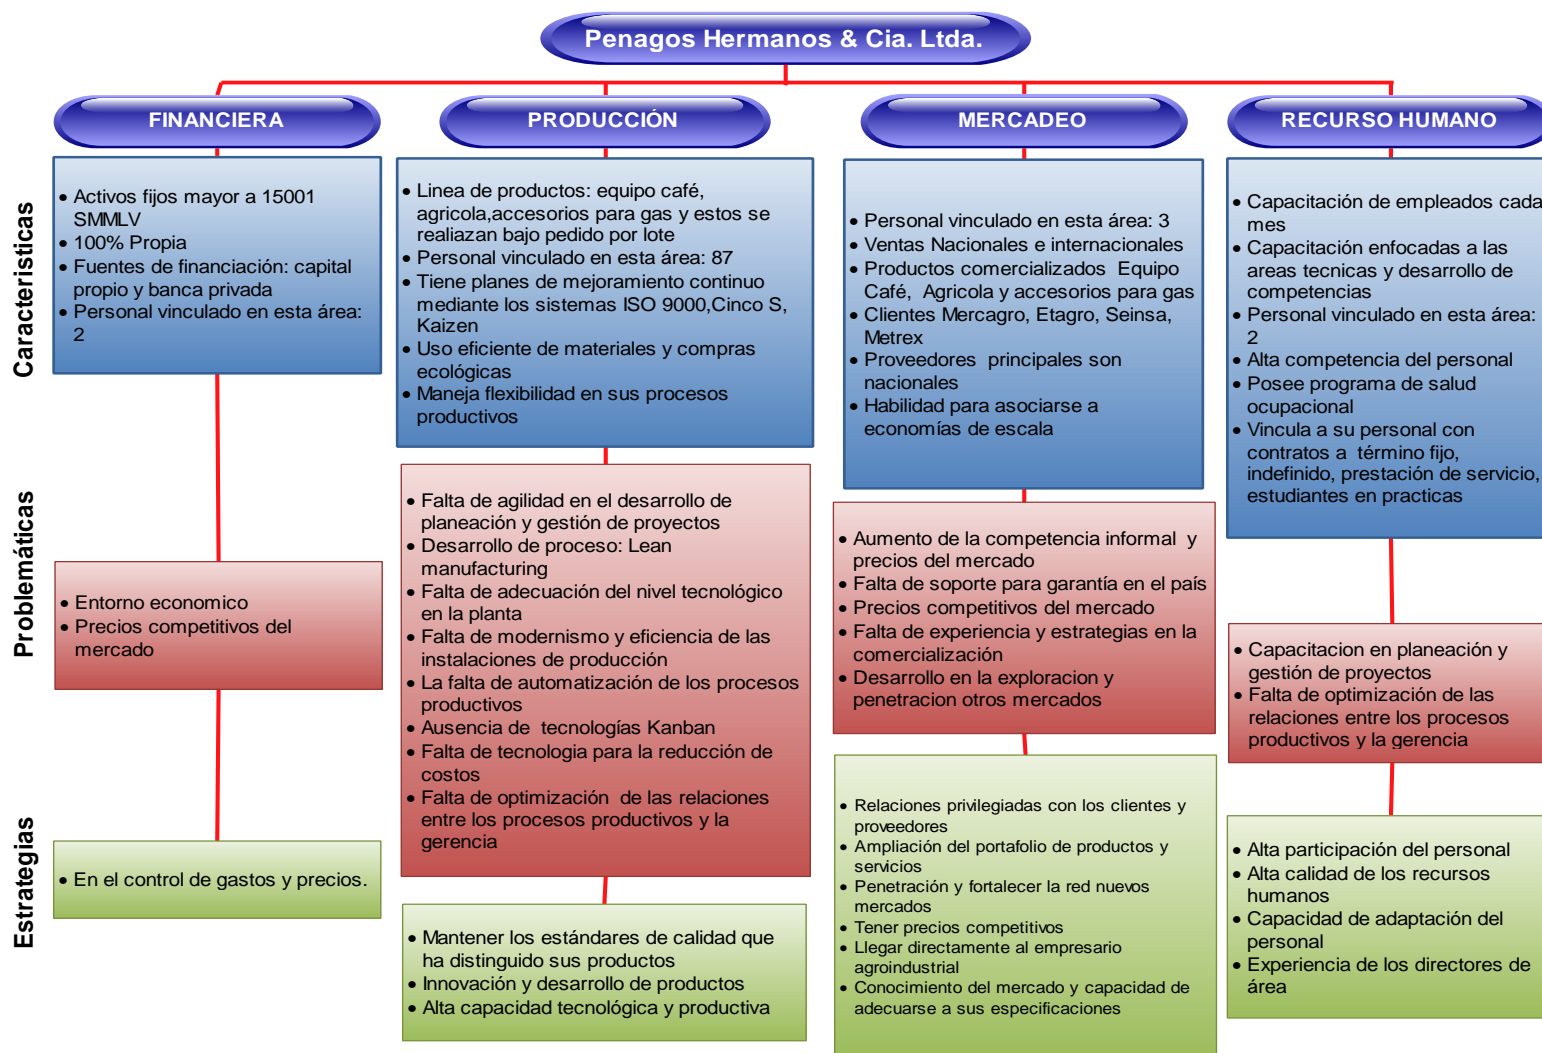 Penagos Hermanos & Cia. Ltda.
FINANCIERA
PRODUCCIÓN
MERCADEO
RECURSO HUMANO
Características
• Activos fijos mayor a 15001
SMMLV
• 100% Propia
• Fuentes de financiación: capital
propio y banca privada
• Personal vinculado en esta área:
2
• Linea de productos: equipo café,
agricola,accesorios para gas y estos se
realiazan bajo pedido por lote
• Personal vinculado en esta área: 87
• Tiene planes de mejoramiento continuo
mediante los sistemas ISO 9000,Cinco S,
Kaizen
• Uso eficiente de materiales y compras
ecológicas
• Maneja flexibilidad en sus procesos
productivos
• Personal vinculado en esta área: 3
• Ventas Nacionales e internacionales
• Productos comercializados Equipo
Café, Agricola y accesorios para gas
• Clientes Mercagro, Etagro, Seinsa,
Metrex
• Proveedores principales son
nacionales
• Habilidad para asociarse a
economías de escala
• Capacitación de empleados cada
mes
• Capacitación enfocadas a las
areas tecnicas y desarrollo de
competencias
• Personal vinculado en esta área:
2
• Alta competencia del personal
• Posee programa de salud
ocupacional
• Vincula a su personal con
contratos a término fijo,
indefinido, prestación de servicio,
estudiantes en practicas
Problemáticas
• Entorno economico
• Precios competitivos del
mercado
• Falta de agilidad en el desarrollo de
planeación y gestión de proyectos
• Desarrollo de proceso: Lean
manufacturing
• Falta de adecuación del nivel tecnológico
en la planta
• Falta de modernismo y eficiencia de las
instalaciones de producción
• La falta de automatización de los procesos
productivos
• Ausencia de tecnologías Kanban
• Falta de tecnologia para la reducción de
costos
• Falta de optimización de las relaciones
entre los procesos productivos y la
gerencia
• Aumento de la competencia informal y
precios del mercado
• Falta de soporte para garantía en el país
• Precios competitivos del mercado
• Falta de experiencia y estrategias en la
comercialización
• Desarrollo en la exploracion y
penetracion otros mercados
• Capacitacion en planeación y
gestión de proyectos
• Falta de optimización de las
relaciones entre los procesos
productivos y la gerencia
Estrategias
• En el control de gastos y precios.
• Mantener los estándares de calidad que
ha distinguido sus productos
• Innovación y desarrollo de productos
• Alta capacidad tecnológica y productiva
• Relaciones privilegiadas con los clientes y
proveedores
• Ampliación del portafolio de productos y
servicios
• Penetración y fortalecer la red nuevos
mercados
• Tener precios competitivos
• Llegar directamente al empresario
agroindustrial
• Conocimiento del mercado y capacidad de
adecuarse a sus especificaciones
• Alta participación del personal
• Alta calidad de los recursos
humanos
• Capacidad de adaptación del
personal
• Experiencia de los directores de
área